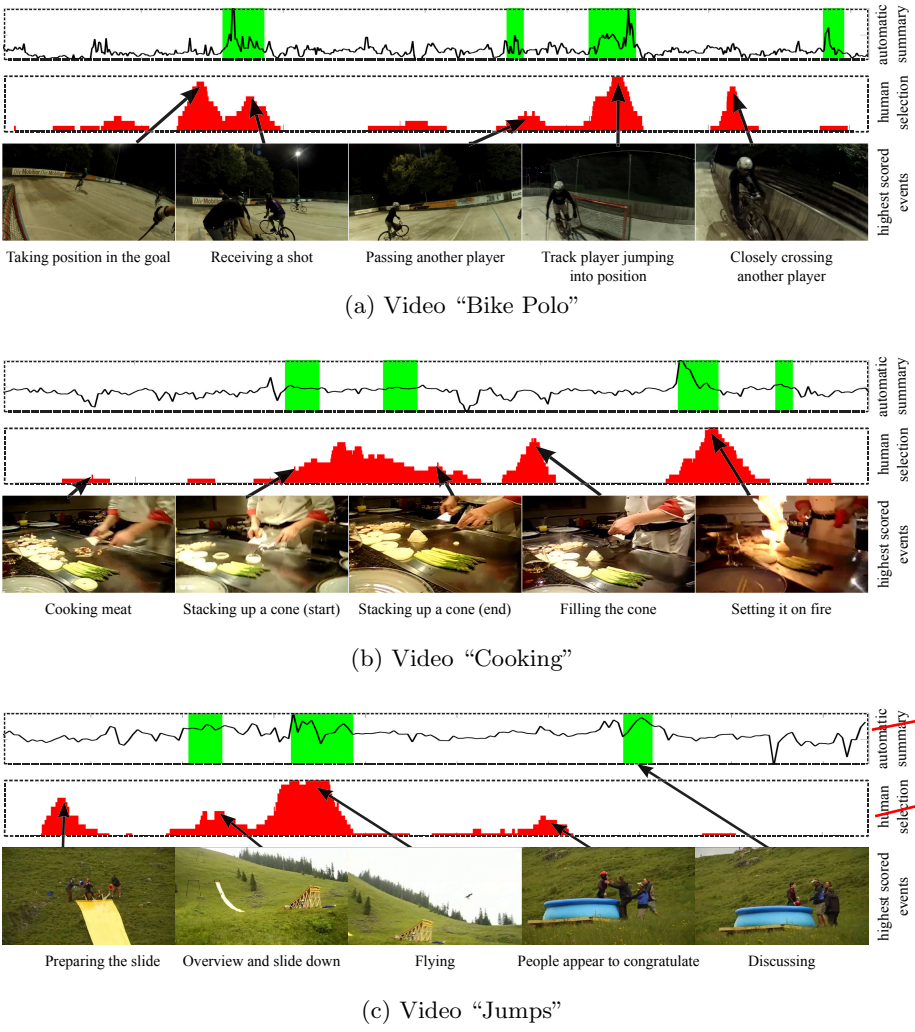 automatic
summary
human
selection
highest scored
events
Taking position in the goal
Receiving a shot
Passing another player
Track player jumping
into position
Closely crossing
another player
(a) Video “Bike Polo”
automatic
summary
human
selection
highest scored
events
Cooking meat
Stacking up a cone (start)
Stacking up a cone (end)
Filling the cone
Setting it on fire
(b) Video “Cooking”
automatic
summary
human
selection
highest scored
events
Preparing the slide
Overview and slide down
Flying
People appear to congratulate
Discussing
(c) Video “Jumps”